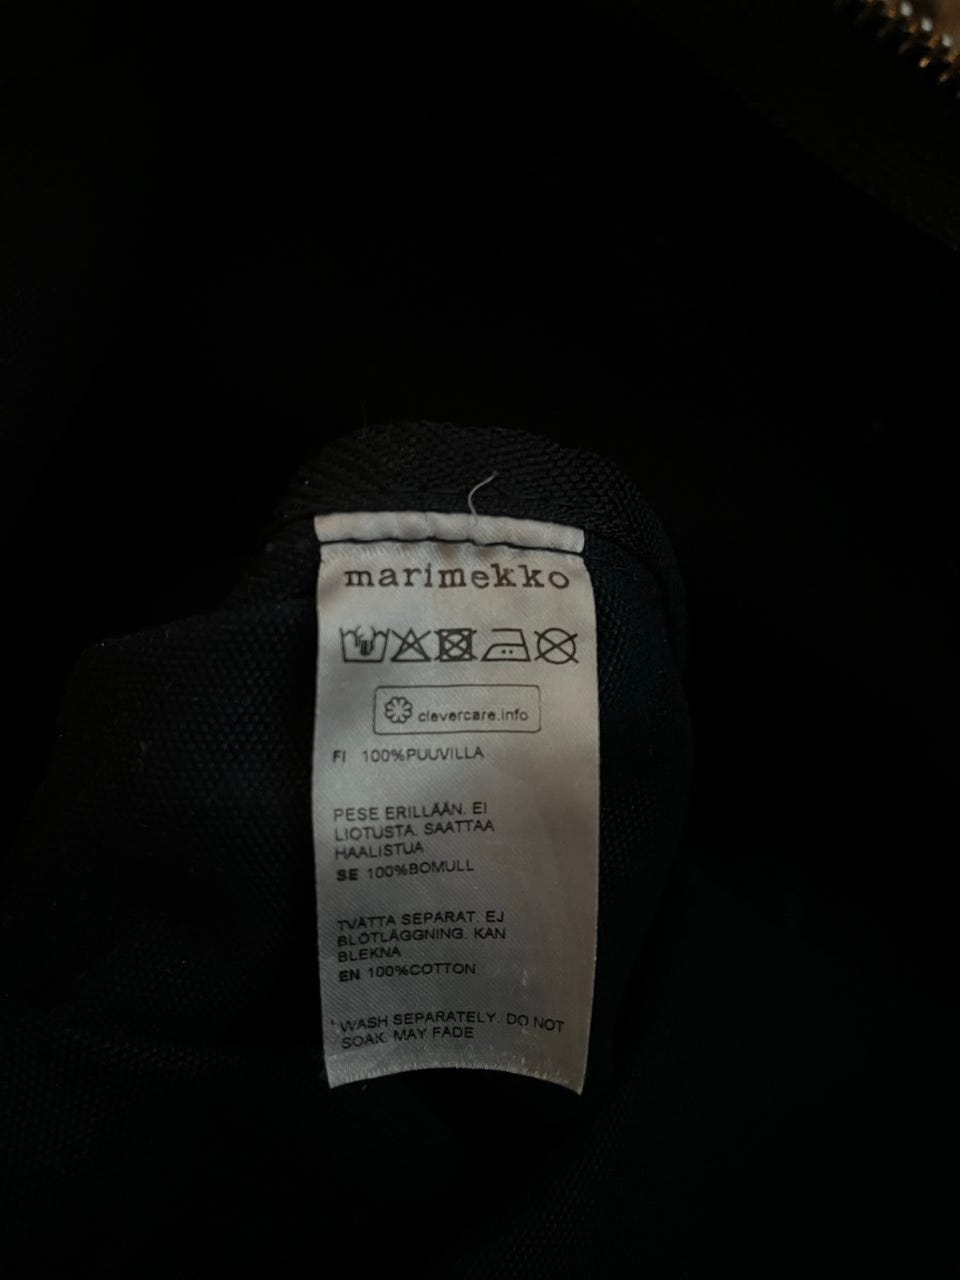 marimekko
clevercare.info
FI 100%PUUVILLA
PESE ERILLÄÄN. EI
LIOTUSTA. SAATTAA
HAALISTUA
SE 100%BOMULL
TVÄTTA SEPARAT. EJ
BLÖTLÄGGNING. KAN
BLEKNA
EN 100%COTTON
WASH SEPARATELY. DO NOT
SOAK. MAY FADE